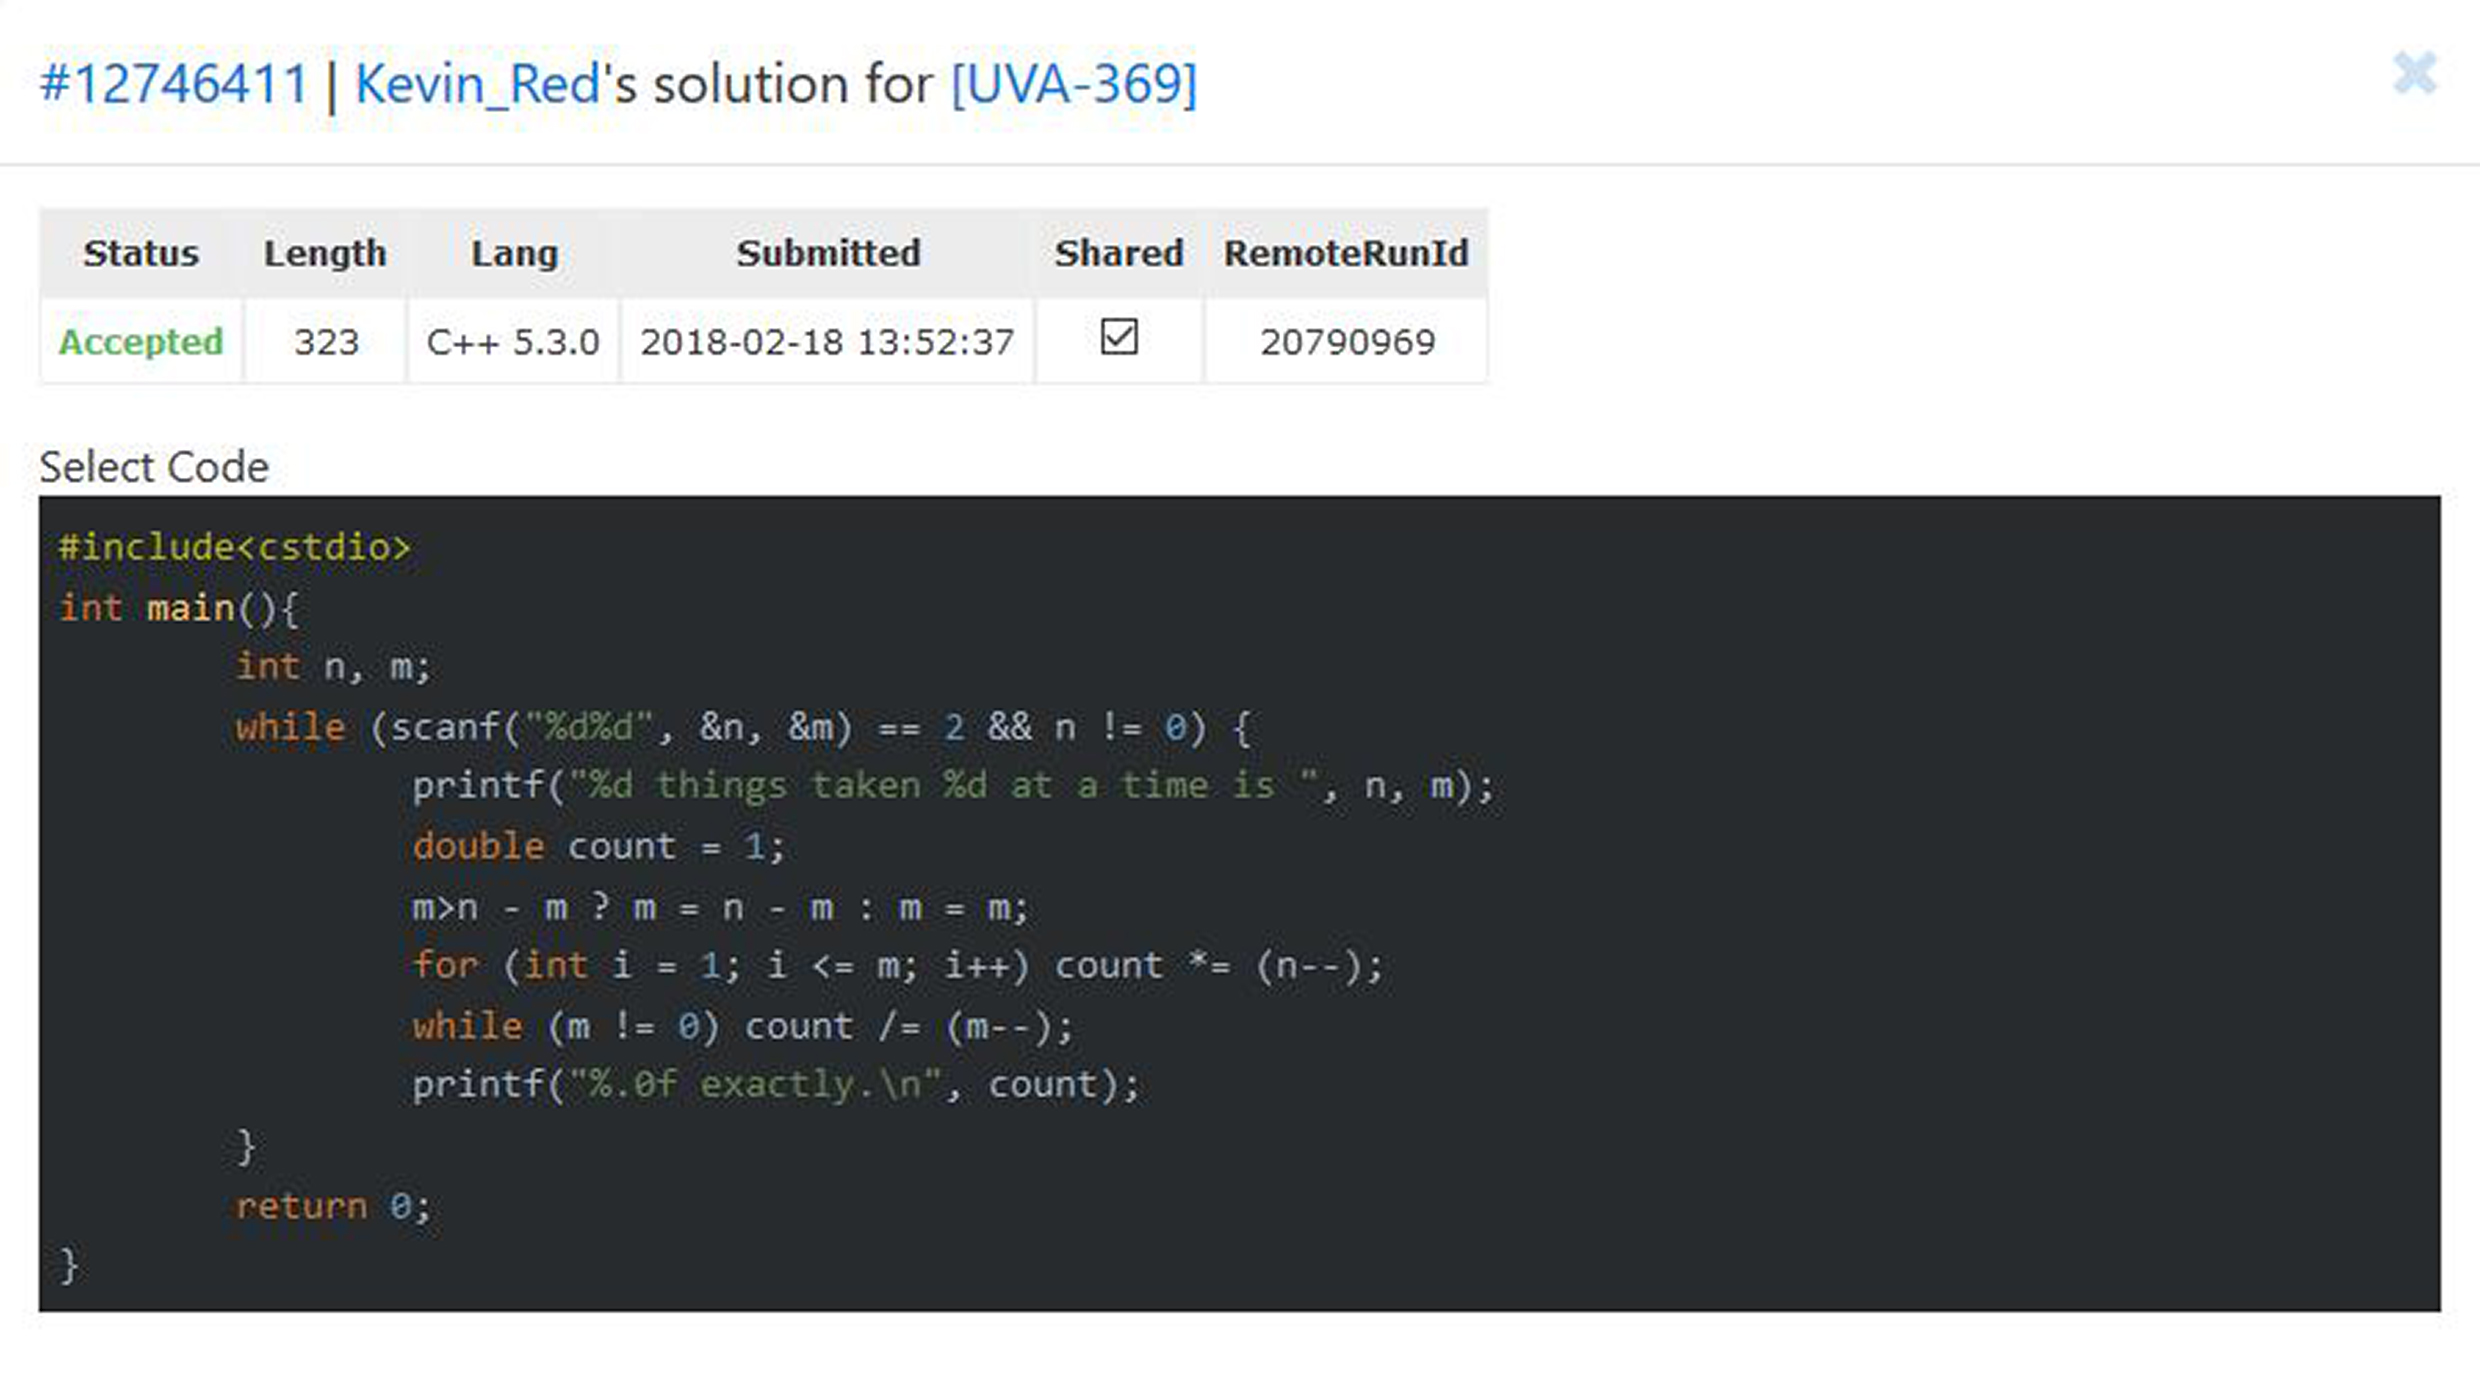 #12746411 | Kevin_Red's solution for [UVA-369]
Status Length Lang Submitted Shared RemoteRunId
Accepted 323 C++ 5.3.0 2018-02-18 13:52:37 20790969
Select Code
#include<cstdio>
int main(){
int n, m;
while (scanf("%d%d", &n, &m) == 2 && n != 0) {
printf("%d things taken %d at a time is ", n, m);
double count = 1;
m>n - m ? m = n - m : m = m;
for (int i = 1; i <= m; i++) count *= (n--);
while (m != 0) count /= (m--);
printf("%.0f exactly.\n", count);
}
return 0;
}